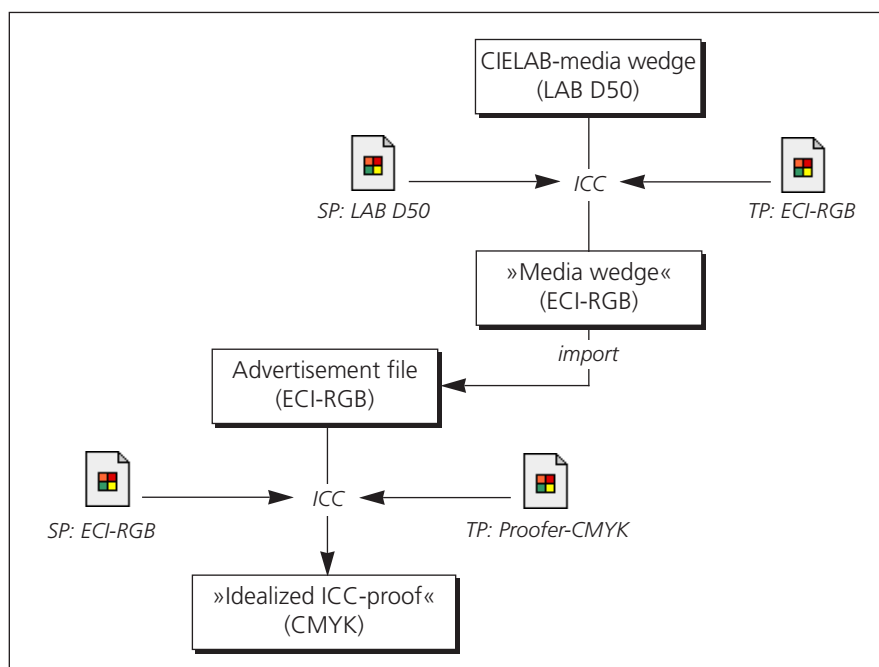 CIELAB-media wedge
(LAB D50)
ICC
SP: LAB D50
TP: ECI-RGB
»Media wedge«
(ECI-RGB)
import
Advertisement file
(ECI-RGB)
ICC
SP: ECI-RGB
TP: Proofer-CMYK
»Idealized ICC-proof«
(CMYK)